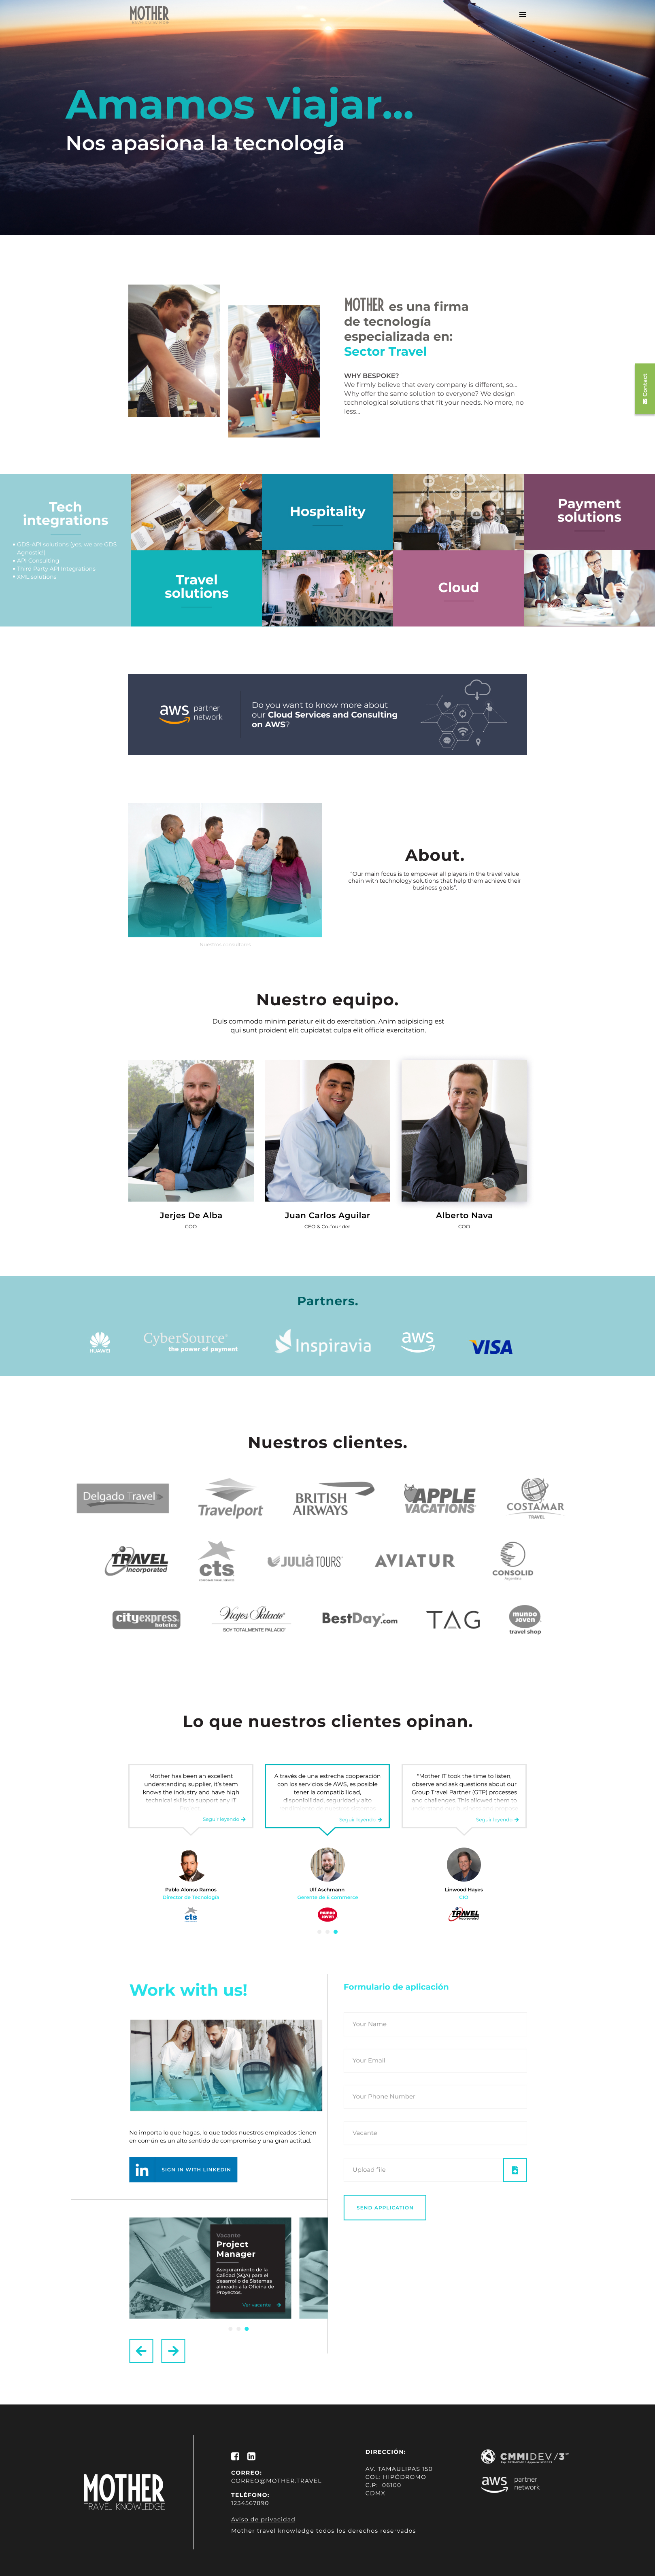 MOTHER
TRAVEL KNOWLEDGE
Amamos viajar...
Nos apasiona la tecnología
MOTHER es una firma
de tecnología
especializada en:
Sector Travel
WHY BESPOKE?
We firmly believe that every company is different, so...
Why offer the same solution to everyone? We design
technological solutions that fit your needs. No more, no
less...
Contact
Tech
integrations
• GDS-API solutions (yes, we are GDS
Agnostic!)
• API Consulting
• Third Party API Integrations
• XML solutions
Hospitality
Payment
solutions
Travel
solutions
Cloud
aws partner
network
Do you want to know more about
our Cloud Services and Consulting
on AWS?
About.
"Our main focus is to empower all players in the travel value
chain with technology solutions that help them achieve their
business goals".
Nuestros consultores
Nuestro equipo.
Duis commodo minim pariatur elit do exercitation. Anim adipisicing est
qui sunt proident elit cupidatat culpa elit officia exercitation.
Jerjes De Alba
COO
Juan Carlos Aguilar
CEO & Co-founder
Alberto Nava
COO
Partners.
HUAWEI
CyberSource
the power of payment
Inspiravia
aws
VISA
Nuestros clientes.
Delgado Travel
Travelport
BRITISH
AIRWAYS
APPLE
VACATIONS
COSTAMAR
TRAVEL
TRAVEL
Incorporated
cts
JULIÀ TOURS
AVIATUR
CONSOLID
Argentina
cityexpress
hoteles
Viajes Palacio
SOY TOTALMENTE PALACIO
BestDay.com
TAG
mundo
joven
travel shop
Lo que nuestros clientes opinan.
Mother has been an excellent
understanding supplier, it's team
knows the industry and have high
technical skills to support any IT
Seguir leyendo
A través de una estrecha cooperación
con los servicios de AWS, es posible
tener la compatibilidad,
disponibilidad, seguridad y alto
Seguir leyendo
"Mother IT took the time to listen,
observe and ask questions about our
Group Travel Partner (GTP) processes
and challenges. This allowed them to
Seguir leyendo
Pablo Alonso Ramos
Director de Tecnología
cts
Ulf Aschmann
Gerente de E commerce
mundo
joven
Linwood Hayes
CIO
TRAVEL
Incorporated
Work with us!
No importa lo que hagas, lo que todos nuestros empleados tienen
en común es un alto sentido de compromiso y una gran actitud.
in SIGN IN WITH LINKEDIN
Vacante
Project
Manager
Aseguramiento de la
Calidad (SQA) para el
desarrollo de Sistemas
alineado a la Oficina de
Proyectos.
Ver vacante
Formulario de aplicación
Your Name
Your Email
Your Phone Number
Vacante
Upload file
SEND APPLICATION
MOTHER
TRAVEL KNOWLEDGE
CORREO:
CORREO@MOTHER.TRAVEL
TELÉFONO:
1234567890
Aviso de privacidad
Mother travel knowledge todos los derechos reservados
DIRECCIÓN:
AV. TAMAULIPAS 150
COL: HIPÓDROMO
C.P: 06100
CDMX
CMMIDEV/3
aws partner
network